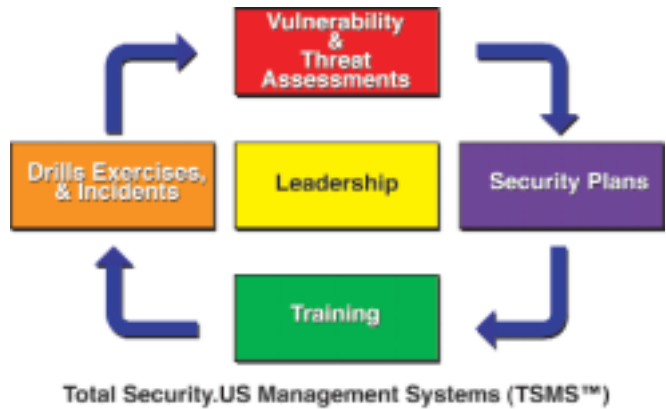 Vulnerability
&
Threat
Assessments
Drills Exercises,
& Incidents
Leadership
Security Plans
Training
Total Security.US Management Systems (TSMS™)